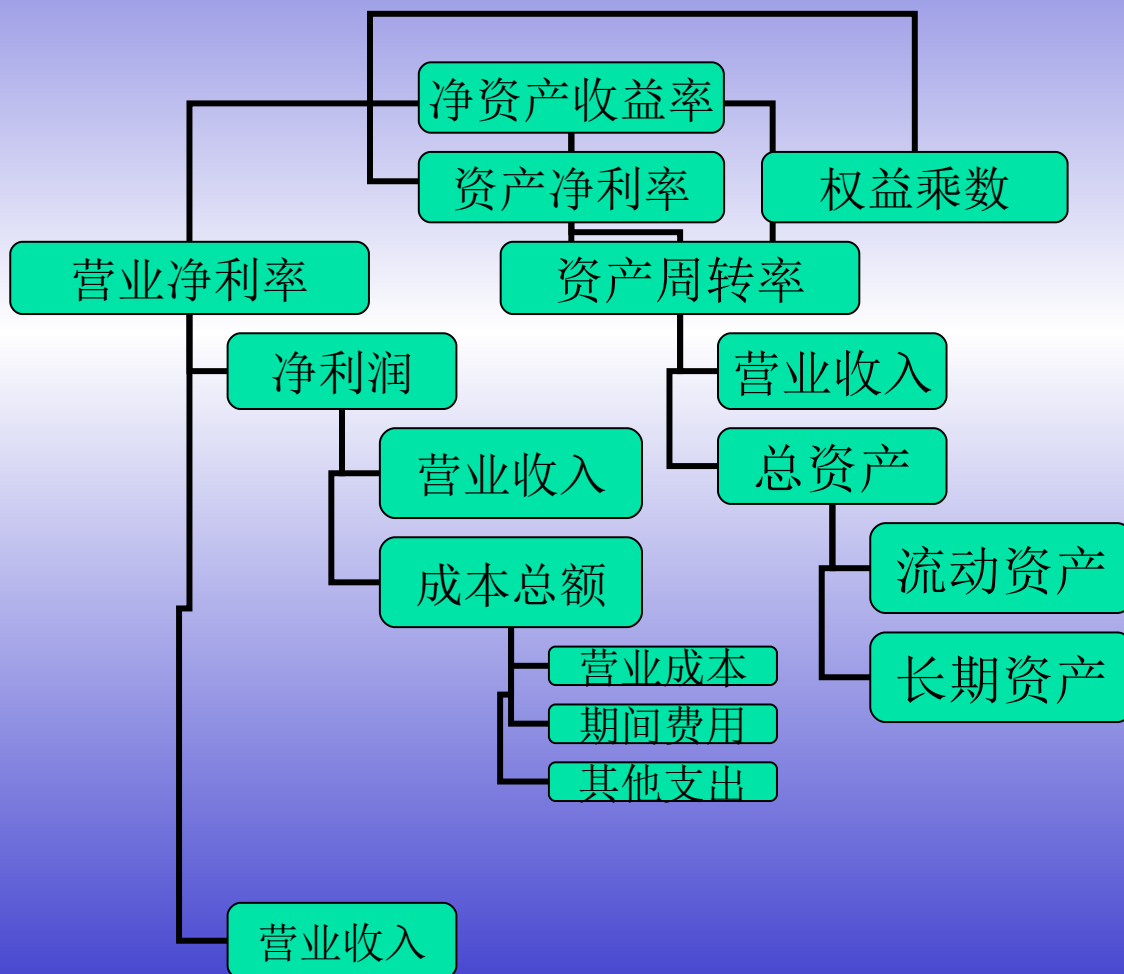 净资产收益率
资产净利率
权益乘数
营业净利率
资产周转率
净利润
营业收入
营业收入
总资产
成本总额
流动资产
长期资产
营业成本
期间费用
其他支出
营业收入